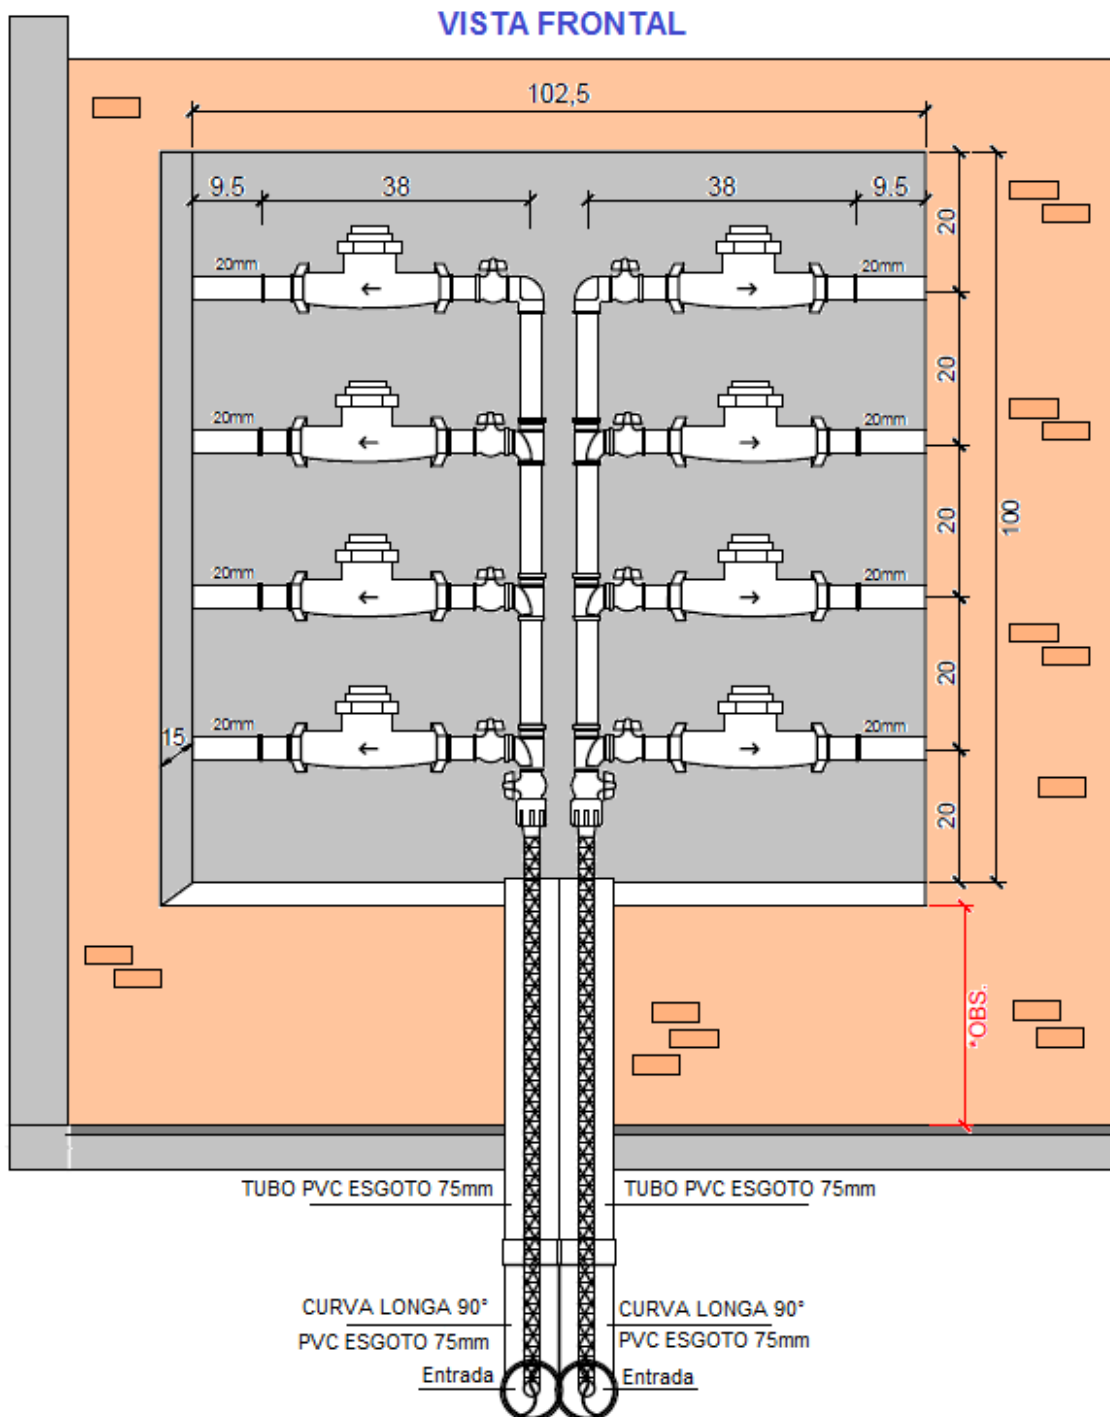 VISTA FRONTAL
102,5
9.5
38
38
9.5
20
20mm
20mm
20
20mm
20mm
20
100
20mm
20mm
20
15
20mm
20mm
20
*OBS.
TUBO PVC ESGOTO 75mm
TUBO PVC ESGOTO 75mm
CURVA LONGA 90°
PVC ESGOTO 75mm
CURVA LONGA 90°
PVC ESGOTO 75mm
Entrada
Entrada